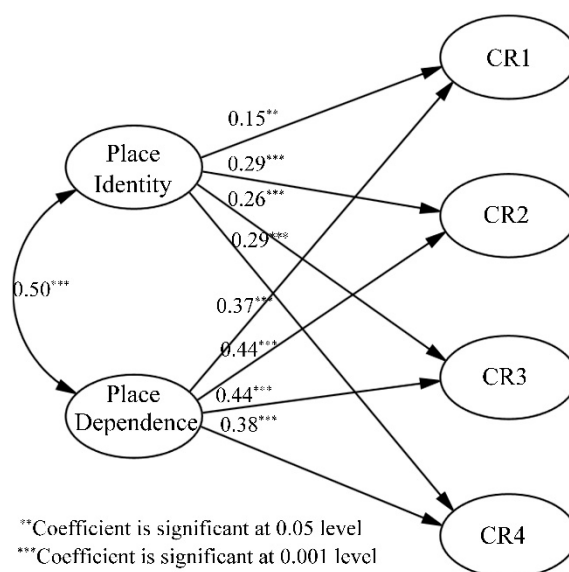 CR1
0.15**
Place
Identity
0.29***
0.26***
CR2
0.29***
0.50***
0.37***
0.44***
CR3
Place
Dependence
0.44***
0.38***
**Coefficient is significant at 0.05 level
***Coefficient is significant at 0.001 level
CR4